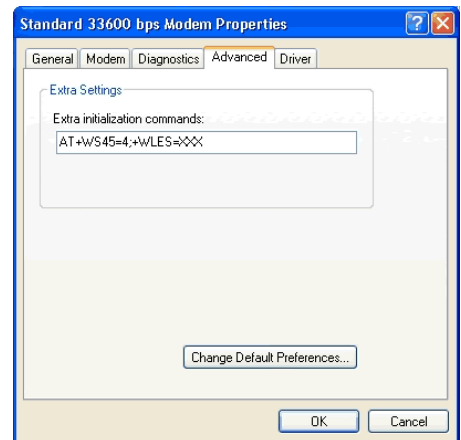 Standard 33600 bps Modem Properties
General Modem Diagnostics Advanced Driver
Extra Settings
Extra initialization commands:
AT+WS45=4;+WLES=XXX
Change Default Preferences...
OK Cancel